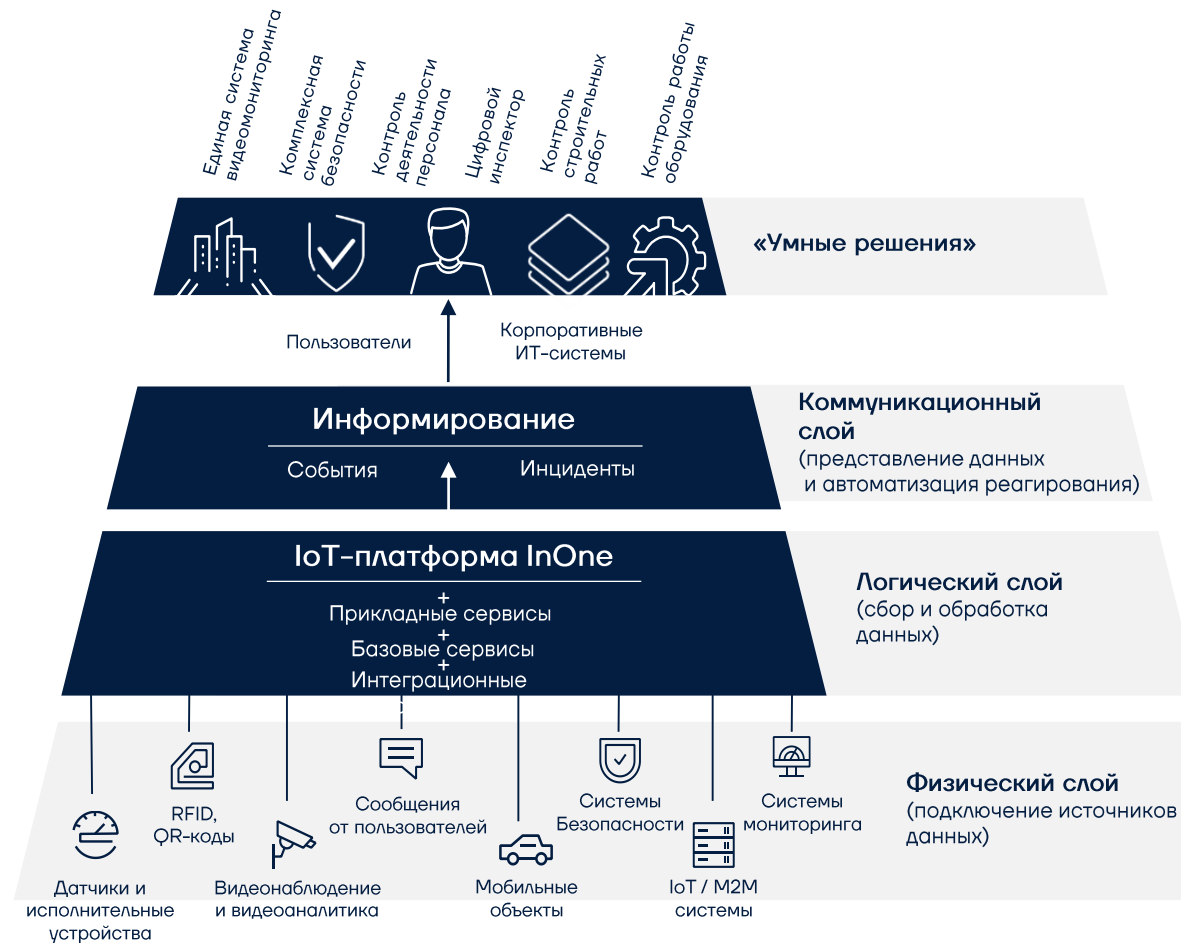 Единая система
видеомониторинга
Комплексная
система
безопасности
Контроль
деятельности
персонала
Цифровой
инспектор
Контроль
строительных
работ
Контроль работы
оборудования
«Умные решения»
Пользователи
Корпоративные
ИТ-системы
Информирование
События
Инциденты
Коммуникационный
слой
(представление данных
и автоматизация реагирования)
IoT-платформа InOne
+
Прикладные сервисы
+
Базовые сервисы
+
Интеграционные
Логический слой
(сбор и обработка
данных)
Физический слой
(подключение источников
данных)
Датчики и
исполнительные
устройства
RFID,
QR-коды
Видеонаблюдение
и видеоаналитика
Сообщения
от пользователей
Мобильные
объекты
Системы
Безопасности
IoT / M2M
системы
Системы
мониторинга